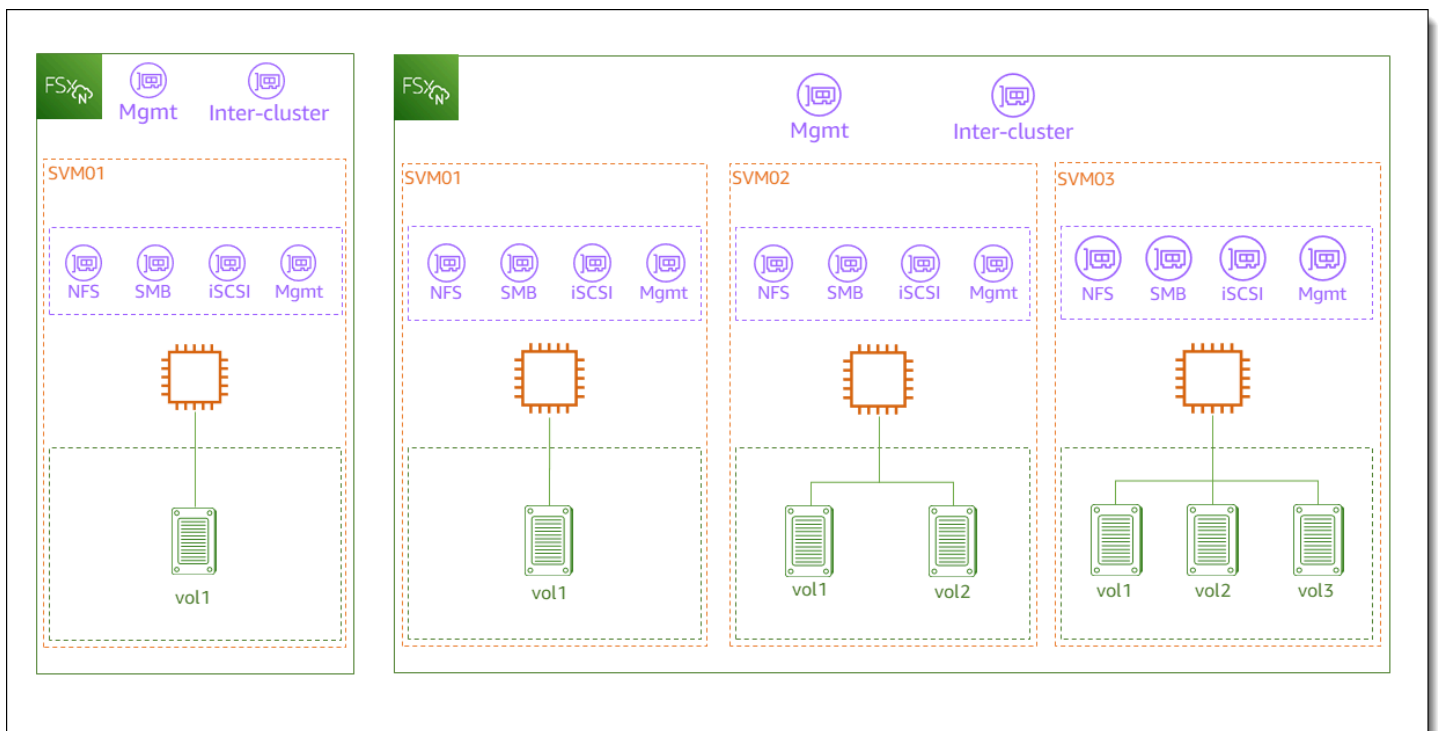 FSx N
Mgmt Inter-cluster
SVM01
NFS SMB iSCSI Mgmt
vol1
FSx N
Mgmt Inter-cluster
SVM01
NFS SMB iSCSI Mgmt
vol1
SVM02
NFS SMB iSCSI Mgmt
vol1 vol2
SVM03
NFS SMB iSCSI Mgmt
vol1 vol2 vol3